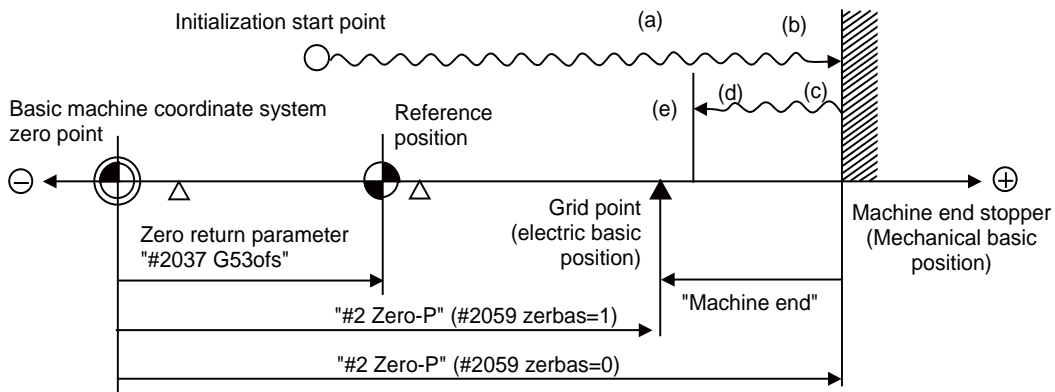 Initialization start point
(a)
(b)
Basic machine coordinate system
zero point
Reference
position
(e)
(d)
(c)
−
+
Grid point
(electric basic
position)
Machine end stopper
(Mechanical basic
position)
Zero return parameter
"#2037 G53ofs"
"Machine end"
"#2 Zero-P" (#2059 zerbas=1)
"#2 Zero-P" (#2059 zerbas=0)